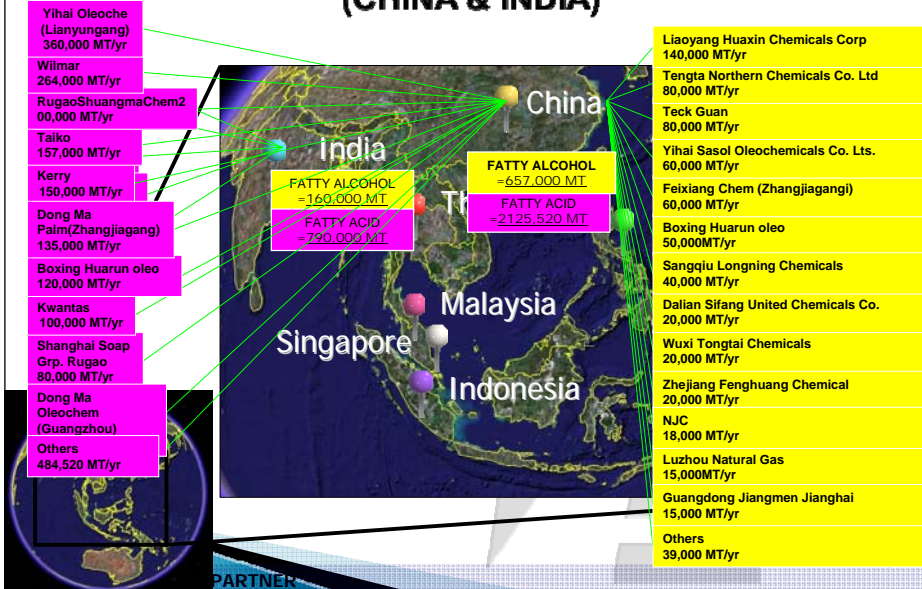 (CHINA & INDIA)
Yihai Oleoche
(Lianyungang)
360,000 MT/yr
Wilmar
264,000 MT/yr
RugaoShuangmaChem2
00,000 MT/yr
Taiko
157,000 MT/yr
Kerry
150,000 MT/yr
Dong Ma
Palm(Zhangjiagang)
135,000 MT/yr
Boxing Huarun oleo
120,000 MT/yr
Kwantas
100,000 MT/yr
Shanghai Soap
Grp. Rugao
80,000 MT/yr
Dong Ma
Oleochem
(Guangzhou)
Others
484,520 MT/yr
China
India
FATTY ALCOHOL
=160,000 MT
FATTY ACID
=790,000 MT
FATTY ALCOHOL
=657,000 MT
FATTY ACID
=2125,520 MT
Malaysia
Singapore
Indonesia
Liaoyang Huaxin Chemicals Corp
140,000 MT/yr
Tengta Northern Chemicals Co. Ltd
80,000 MT/yr
Teck Guan
80,000 MT/yr
Yihai Sasol Oleochemicals Co. Lts.
60,000 MT/yr
Feixiang Chem (Zhangjiagangi)
60,000 MT/yr
Boxing Huarun oleo
50,000MT/yr
Sangqiu Longning Chemicals
40,000 MT/yr
Dalian Sifang United Chemicals Co.
20,000 MT/yr
Wuxi Tongtai Chemicals
20,000 MT/yr
Zhejiang Fenghuang Chemical
20,000 MT/yr
NJC
18,000 MT/yr
Luzhou Natural Gas
15,000MT/yr
Guangdong Jiangmen Jianghai
15,000 MT/yr
Others
39,000 MT/yr
PARTNER